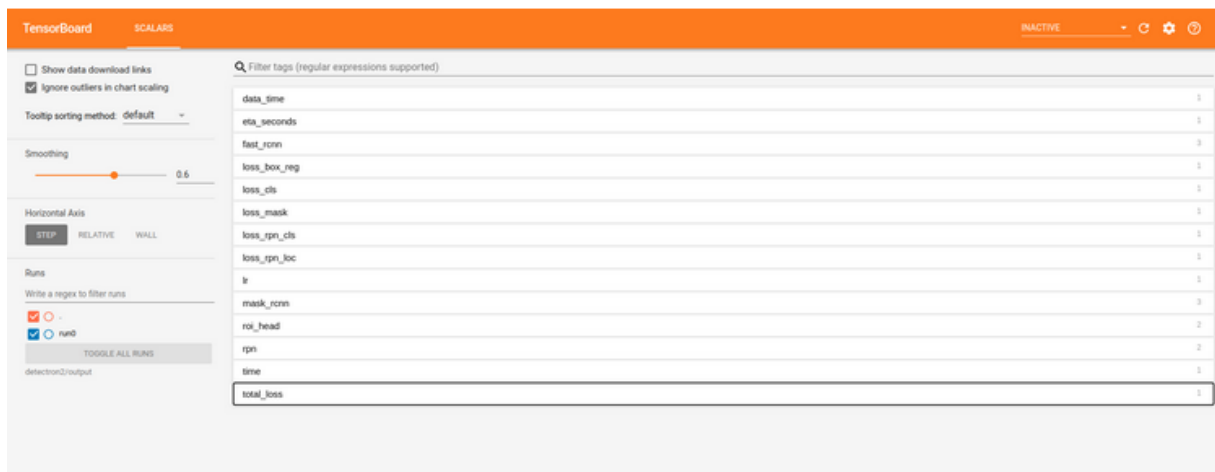 TensorBoard SCALARS INACTIVE
Show data download links
Ignore outliers in chart scaling
Tooltip sorting method: default
Smoothing
0.6
Horizontal Axis
STEP RELATIVE WALL
Runs
Write a regex to filter runs
.
run0
TOGGLE ALL RUNS
detectron2/output
Filter tags (regular expressions supported)
data_time 1
eta_seconds 1
fast_rcnn 3
loss_box_reg 1
loss_cls 1
loss_mask 1
loss_rpn_cls 1
loss_rpn_loc 1
lr 1
mask_rcnn 3
roi_head 2
rpn 2
time 1
total_loss 1